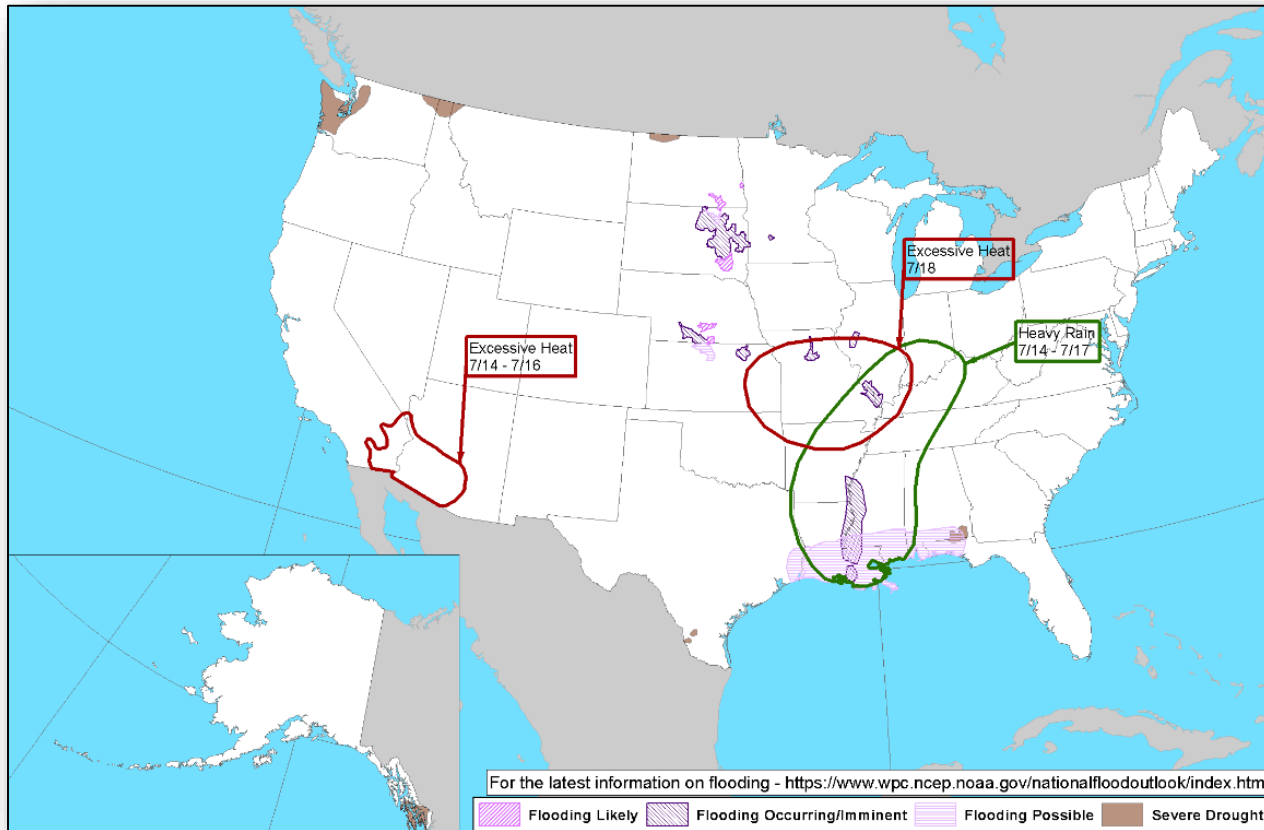 Excessive Heat
7/18
Heavy Rain
7/14 - 7/17
Excessive Heat
7/14 - 7/16
For the latest information on flooding - https://www.wpc.ncep.noaa.gov/nationalfloodoutlook/index.htm
Flooding Likely Flooding Occurring/Imminent Flooding Possible Severe Drought